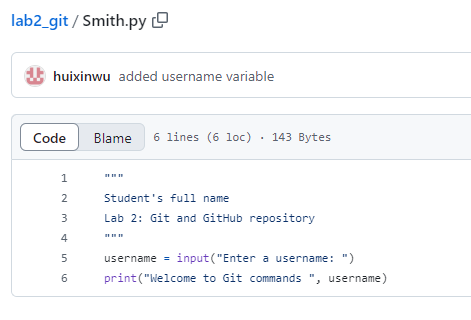 lab2_git / Smith.py
huixinwu added username variable
Code Blame 6 lines (6 loc) · 143 Bytes
1 """
2 Student's full name
3 Lab 2: Git and GitHub repository
4 """
5 username = input("Enter a username: ")
6 print("Welcome to Git commands ", username)